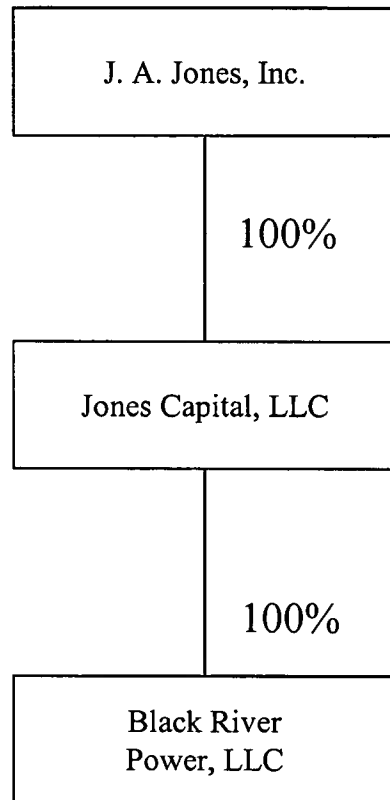 J. A. Jones, Inc.
100%
Jones Capital, LLC
100%
Black River
Power, LLC